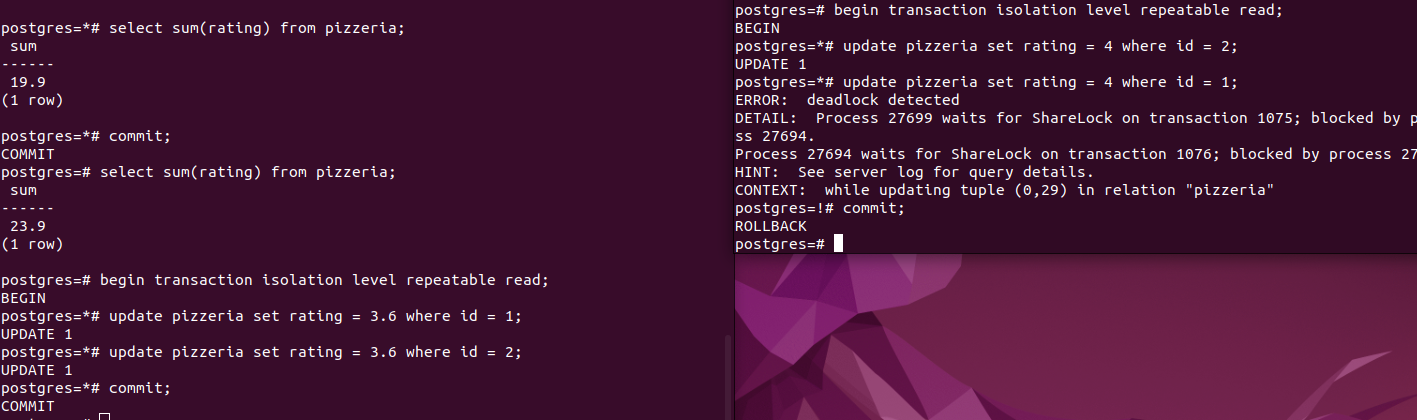 postgres=*# select sum(rating) from pizzeria;
 sum
------
 19.9
(1 row)
postgres=*# commit;
COMMIT
postgres=# select sum(rating) from pizzeria;
 sum
------
 23.9
(1 row)
postgres=# begin transaction isolation level repeatable read;
BEGIN
postgres=*# update pizzeria set rating = 3.6 where id = 1;
UPDATE 1
postgres=*# update pizzeria set rating = 3.6 where id = 2;
UPDATE 1
postgres=*# commit;
COMMIT
postgres=# begin transaction isolation level repeatable read;
BEGIN
postgres=*# update pizzeria set rating = 4 where id = 2;
UPDATE 1
postgres=*# update pizzeria set rating = 4 where id = 1;
ERROR:  deadlock detected
DETAIL:  Process 27699 waits for ShareLock on transaction 1075; blocked by p
ss 27694.
Process 27694 waits for ShareLock on transaction 1076; blocked by process 27
HINT:  See server log for query details.
CONTEXT:  while updating tuple (0,29) in relation "pizzeria"
postgres=!# commit;
ROLLBACK
postgres=#